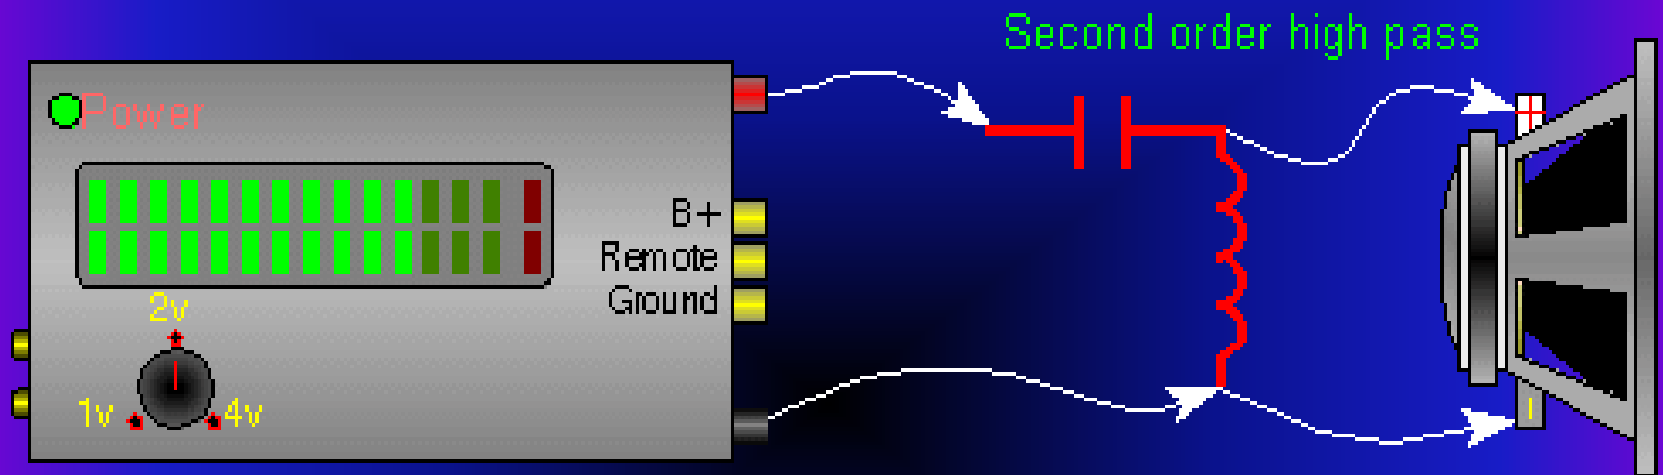 Second order high pass
Power
B+
Remote
Ground
2v
1v 4v